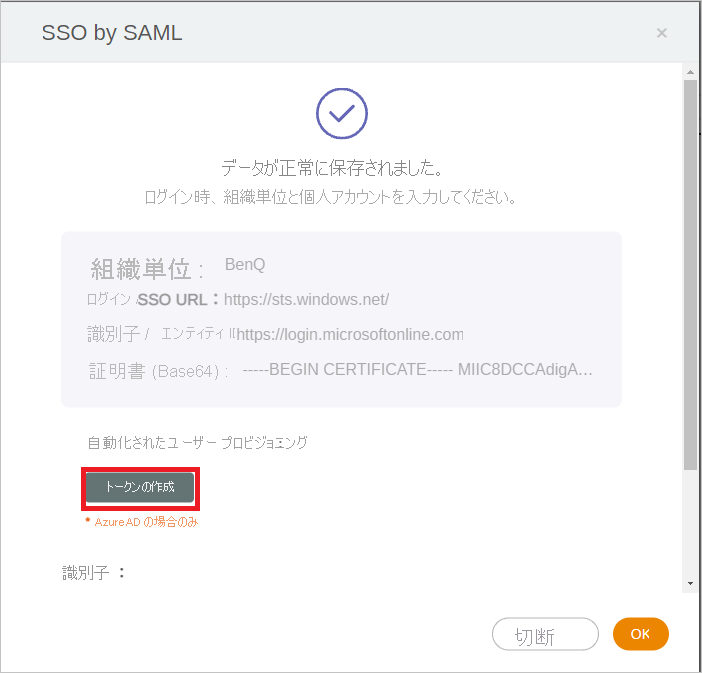 SSO by SAML
×
データが正常に保存されました。
ログイン時、組織単位と個人アカウントを入力してください。
組織単位： BenQ
ログイン /SSO URL：https://sts.windows.net/
識別子 / エンティティ https://login.microsoftonline.com
証明書 (Base64)： -----BEGIN CERTIFICATE----- MIIC8DCCAdigA...
自動化されたユーザー プロビジョニング
トークンの作成
* Azure AD の場合のみ
識別子 ：
切断 OK